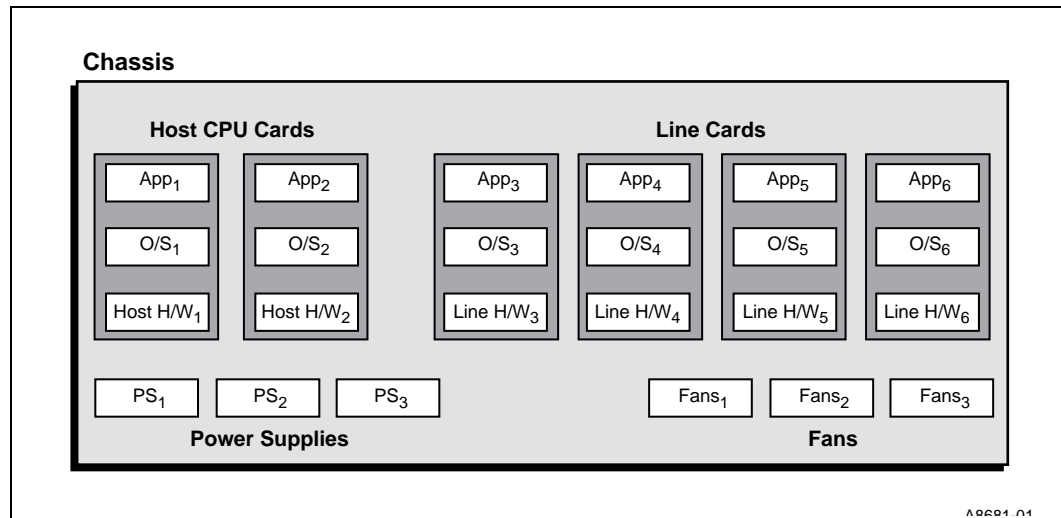 Chassis
Host CPU Cards
Line Cards
App1
App2
App3
App4
App5
App6
O/S1
O/S2
O/S3
O/S4
O/S5
O/S6
Host H/W1
Host H/W2
Line H/W3
Line H/W4
Line H/W5
Line H/W6
PS1
PS2
PS3
Fans1
Fans2
Fans3
Power Supplies
Fans
A8681-01